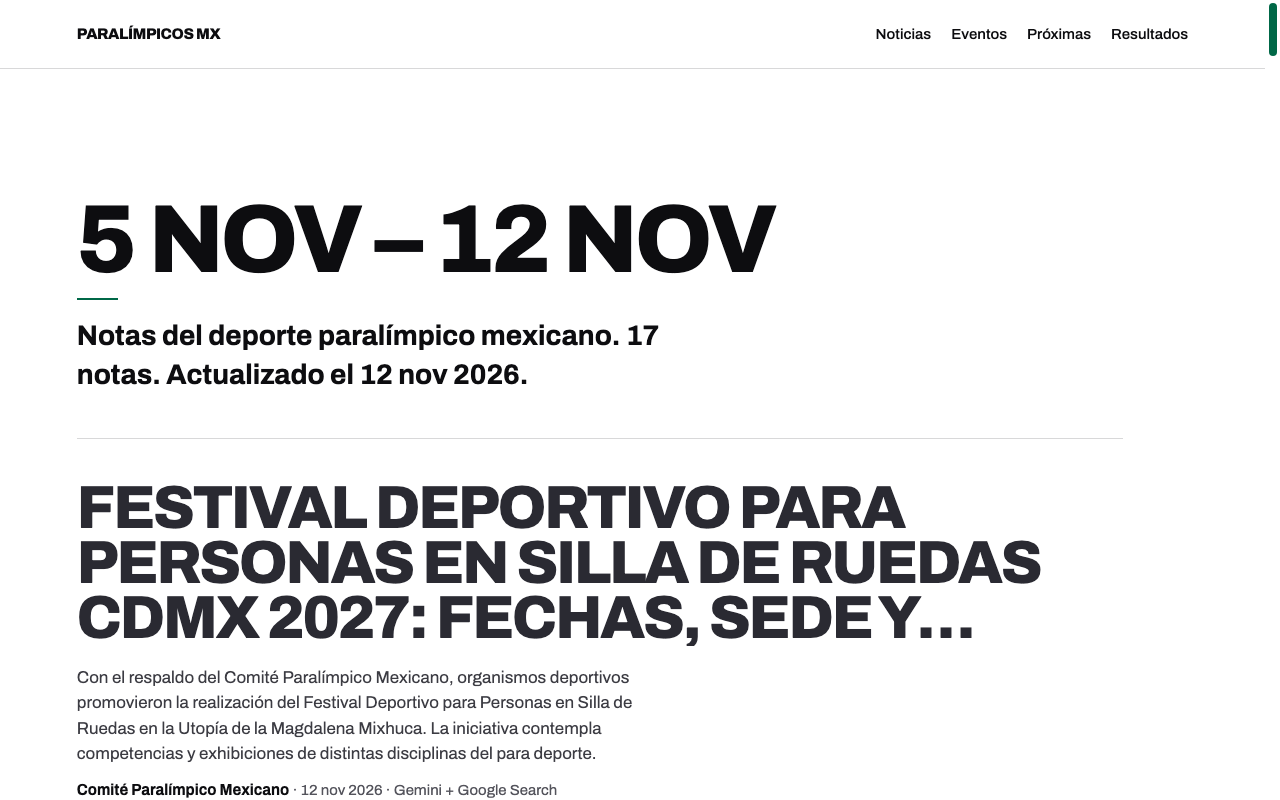 PARALÍMPICOS MX
Noticias Eventos Próximas Resultados
5 NOV – 12 NOV
Notas del deporte paralímpico mexicano. 17
notas. Actualizado el 12 nov 2026.
FESTIVAL DEPORTIVO PARA
PERSONAS EN SILLA DE RUEDAS
CDMX 2027: FECHAS, SEDE Y...
Con el respaldo del Comité Paralímpico Mexicano, organismos deportivos
promovieron la realización del Festival Deportivo para Personas en Silla de
Ruedas en la Utopía de la Magdalena Mixhuca. La iniciativa contempla
competencias y exhibiciones de distintas disciplinas del para deporte.
Comité Paralímpico Mexicano · 12 nov 2026 · Gemini + Google Search